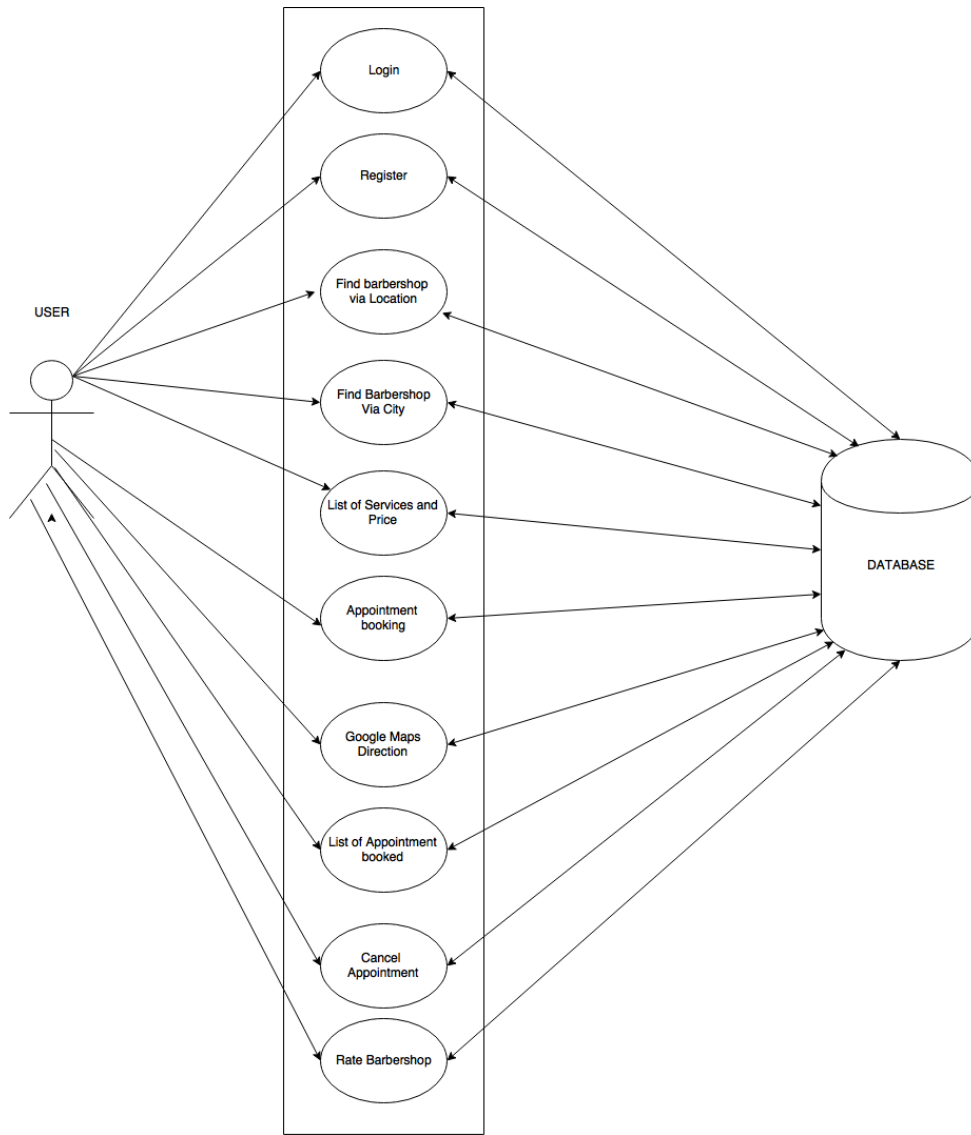 Login
Register
Find barbershop
via Location
USER
Find Barbershop
Via City
List of Services and
Price
DATABASE
Appointment
booking
Google Maps
Direction
List of Appointment
booked
Cancel
Appointment
Rate Barbershop